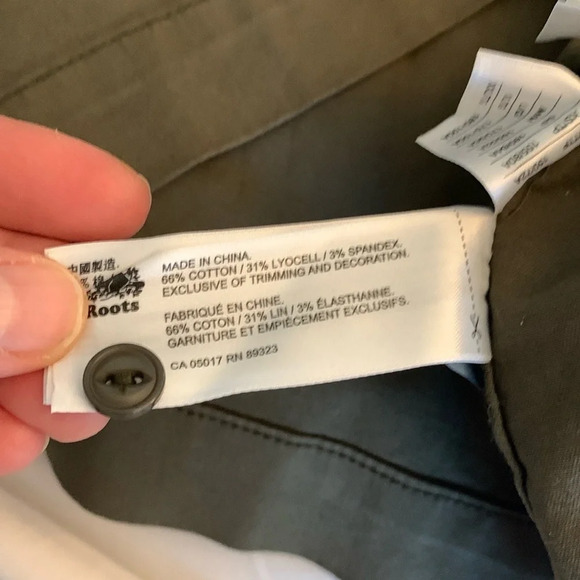 中國製造
% 棉
Roots
MADE IN CHINA.
66% COTTON / 31% LYOCELL / 3% SPANDEX.
EXCLUSIVE OF TRIMMING AND DECORATION.
FABRIQUÉ EN CHINE.
66% COTON / 31% LIN / 3% ÉLASTHANNE.
GARNITURE ET EMPIÈCEMENT EXCLUSIFS.
CA 05017 RN 89323